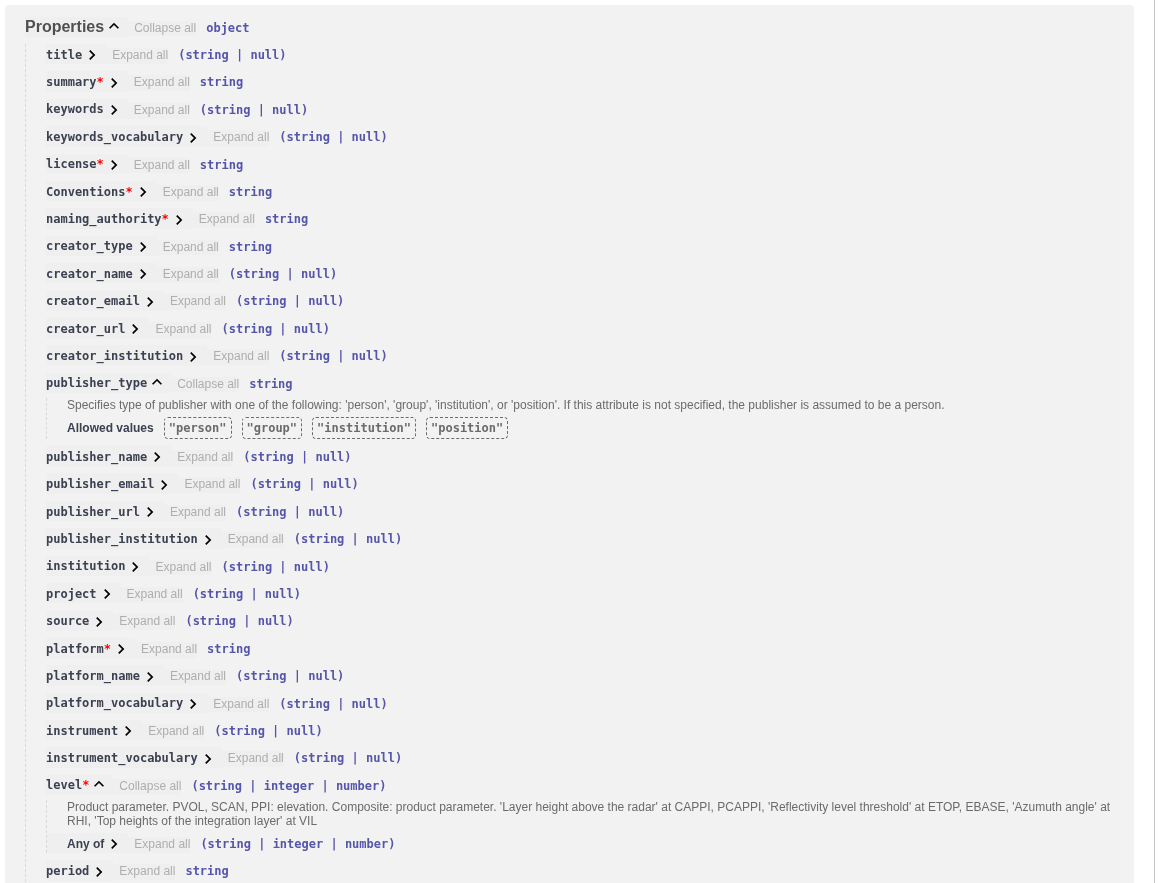 Properties Collapse all object
title Expand all (string | null)
summary* Expand all string
keywords Expand all (string | null)
keywords_vocabulary Expand all (string | null)
license* Expand all string
Conventions* Expand all string
naming_authority* Expand all string
creator_type Expand all string
creator_name Expand all (string | null)
creator_email Expand all (string | null)
creator_url Expand all (string | null)
creator_institution Expand all (string | null)
publisher_type Collapse all string
Specifies type of publisher with one of the following: 'person', 'group', 'institution', or 'position'. If this attribute is not specified, the publisher is assumed to be a person.
Allowed values "person" "group" "institution" "position"
publisher_name Expand all (string | null)
publisher_email Expand all (string | null)
publisher_url Expand all (string | null)
publisher_institution Expand all (string | null)
institution Expand all (string | null)
project Expand all (string | null)
source Expand all (string | null)
platform* Expand all string
platform_name Expand all (string | null)
platform_vocabulary Expand all (string | null)
instrument Expand all (string | null)
instrument_vocabulary Expand all (string | null)
level* Collapse all (string | integer | number)
Product parameter. PVOL, SCAN, PPI: elevation. Composite: product parameter. 'Layer height above the radar' at CAPPI, PCAPPI, 'Reflectivity level threshold' at ETOP, EBASE, 'Azumuth angle' at
RHI, 'Top heights of the integration layer' at VIL
Any of Expand all (string | integer | number)
period Expand all string